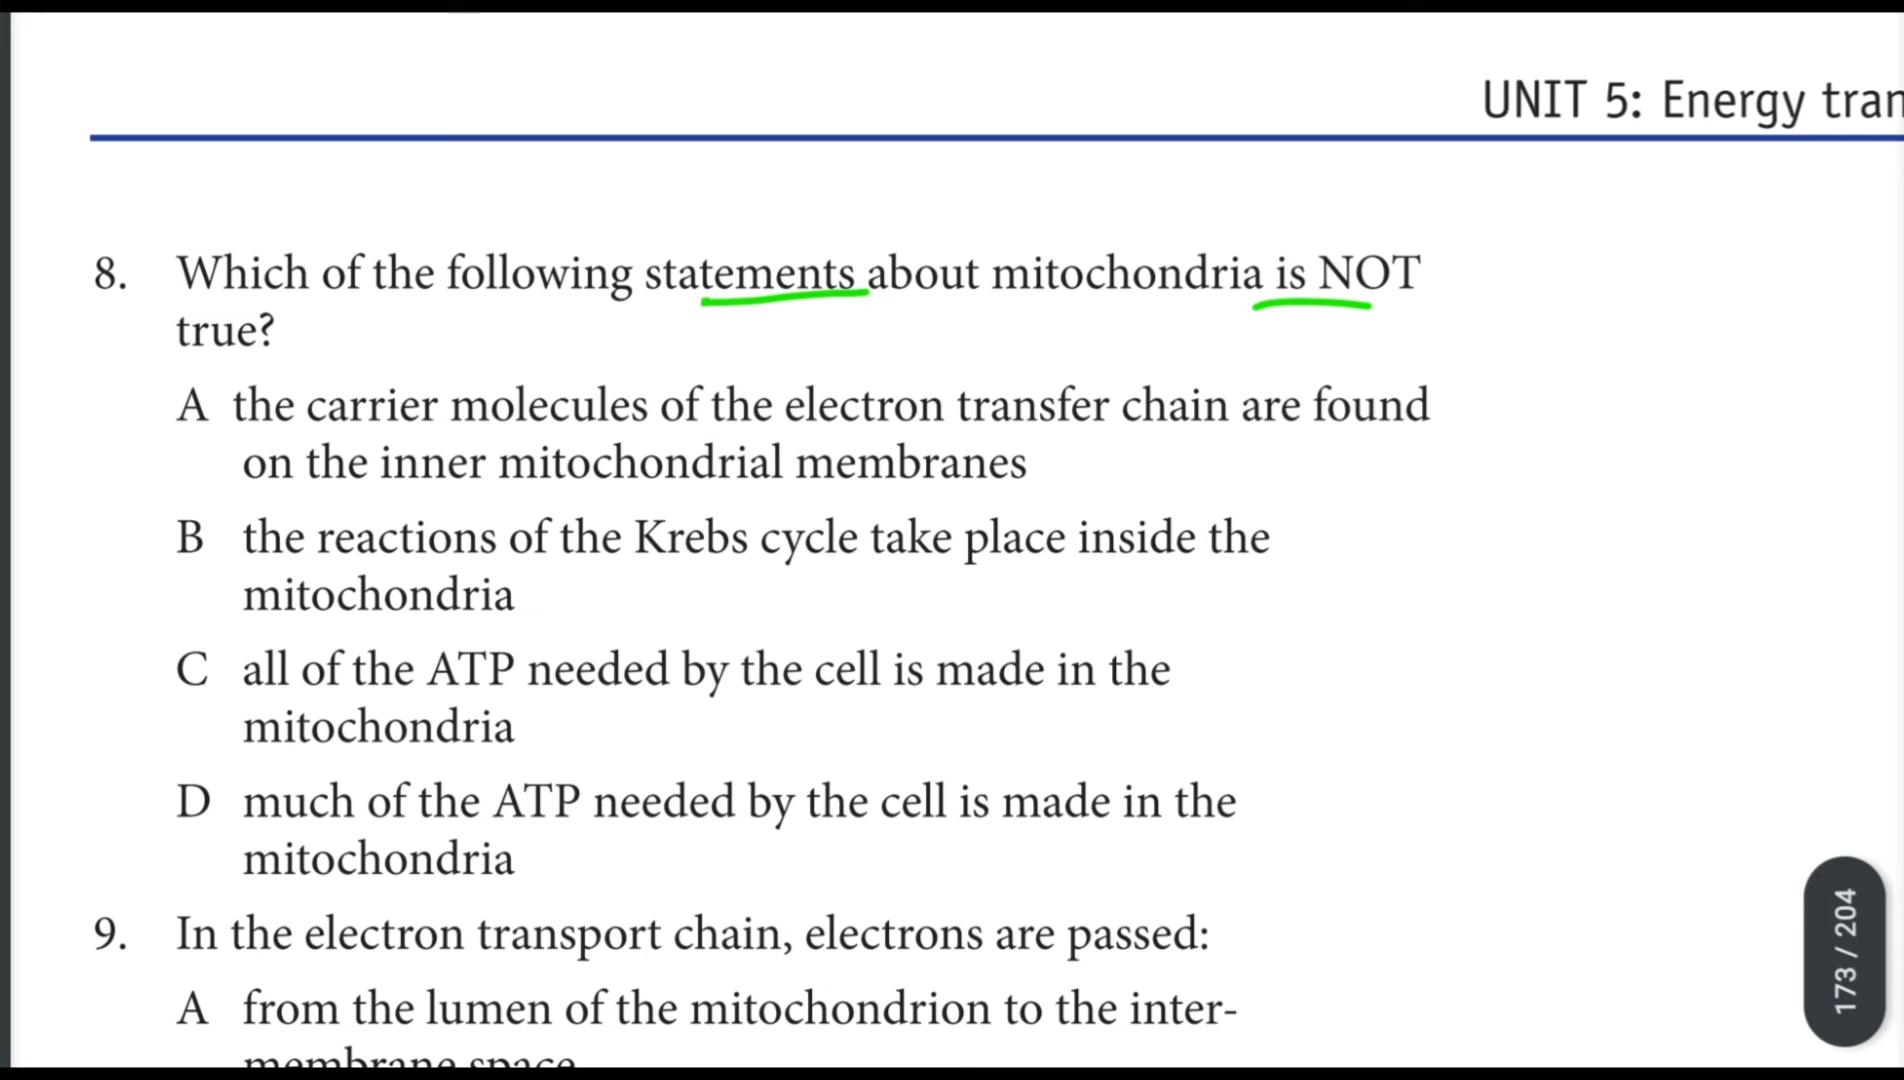 UNIT 5: Energy tran
8. Which of the following statements about mitochondria is NOT
true?
A the carrier molecules of the electron transfer chain are found
on the inner mitochondrial membranes
B the reactions of the Krebs cycle take place inside the
mitochondria
C all of the ATP needed by the cell is made in the
mitochondria
D much of the ATP needed by the cell is made in the
mitochondria
9. In the electron transport chain, electrons are passed:
A from the lumen of the mitochondrion to the inter-
membrane space
173 / 204